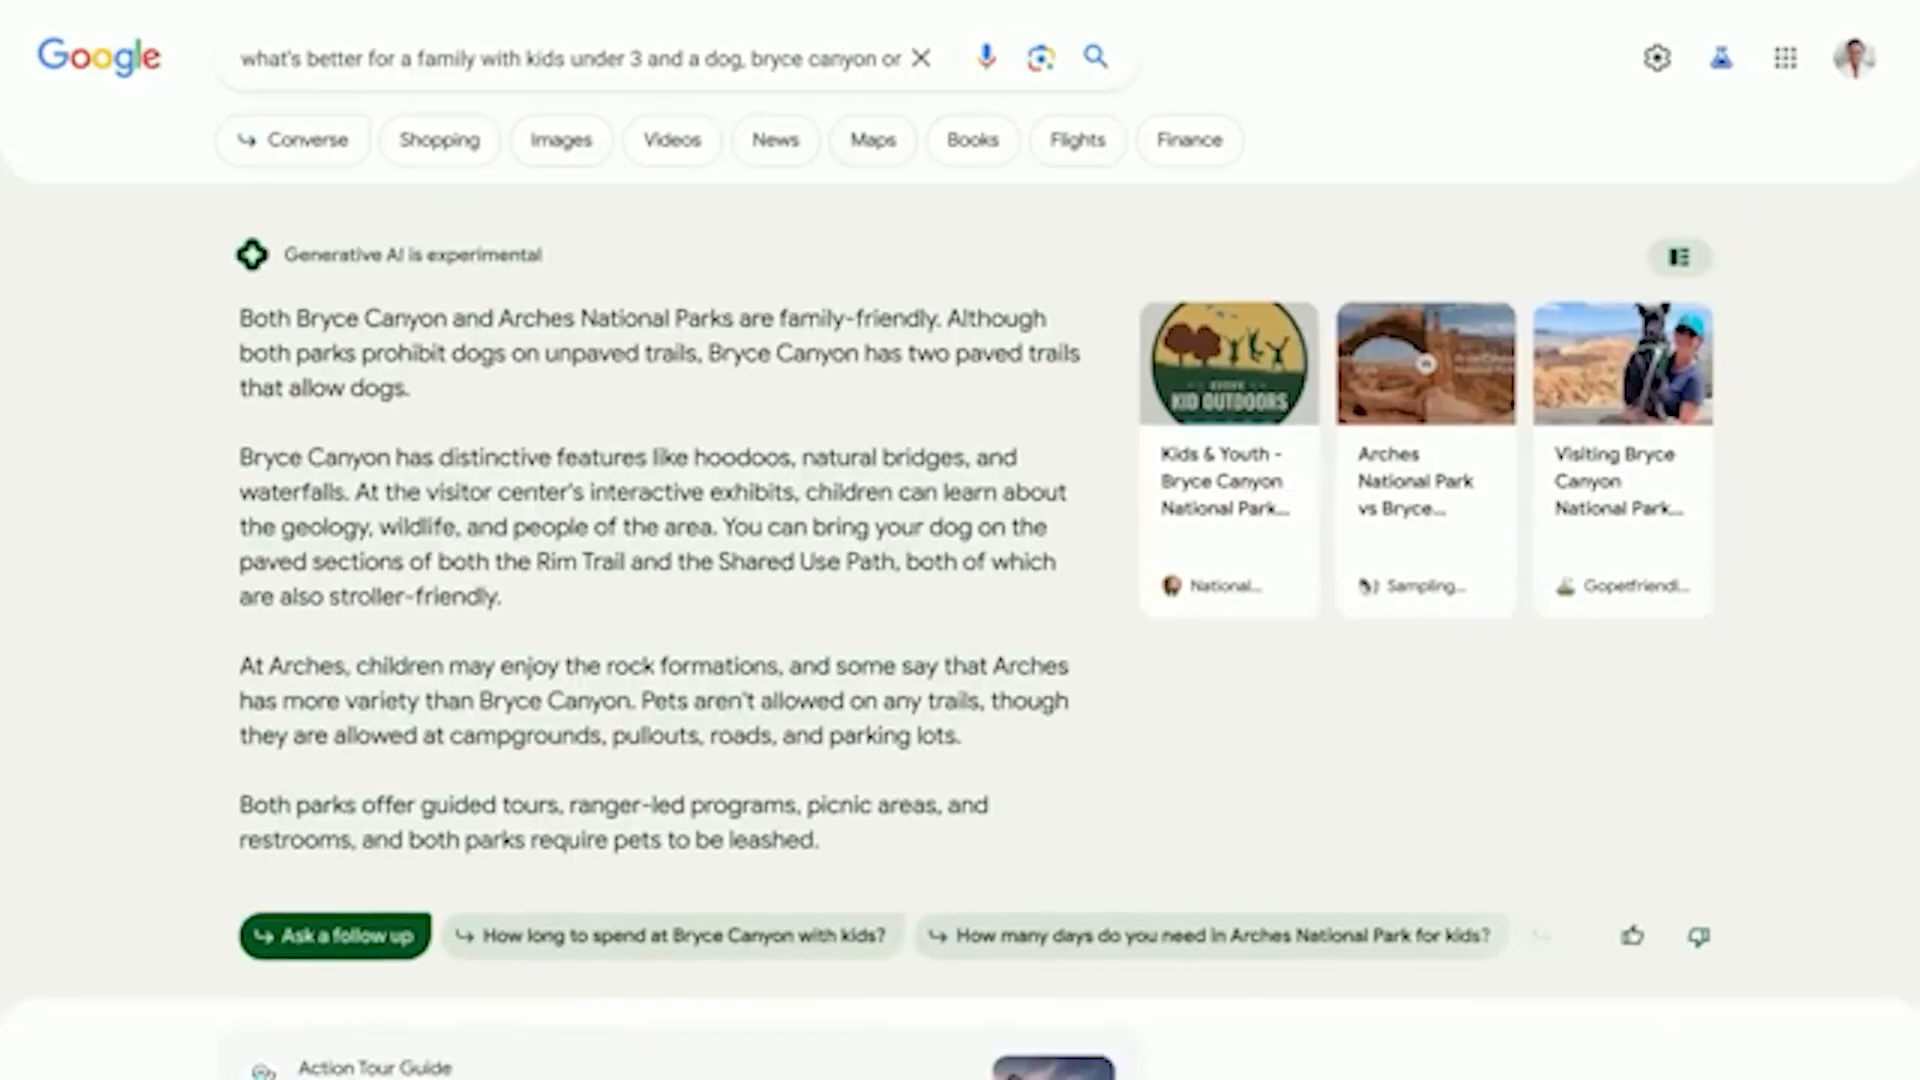 Google
what's better for a family with kids under 3 and a dog, bryce canyon or
Converse
Shopping
Images
Videos
News
Maps
Books
Flights
Finance
Generative AI is experimental
Both Bryce Canyon and Arches National Parks are family-friendly. Although
both parks prohibit dogs on unpaved trails, Bryce Canyon has two paved trails
that allow dogs.
Bryce Canyon has distinctive features like hoodoos, natural bridges, and
waterfalls. At the visitor center's interactive exhibits, children can learn about
the geology, wildlife, and people of the area. You can bring your dog on the
paved sections of both the Rim Trail and the Shared Use Path, both of which
are also stroller-friendly.
At Arches, children may enjoy the rock formations, and some say that Arches
has more variety than Bryce Canyon. Pets aren't allowed on any trails, though
they are allowed at campgrounds, pullouts, roads, and parking lots.
Both parks offer guided tours, ranger-led programs, picnic areas, and
restrooms, and both parks require pets to be leashed.
KID OUTDOORS
Kids & Youth -
Bryce Canyon
National Park...
National...
Arches
National Park
vs Bryce...
Sampling...
Visiting Bryce
Canyon
National Park...
Gopetfriendl...
Ask a follow up
How long to spend at Bryce Canyon with kids?
How many days do you need in Arches National Park for kids?
Action Tour Guide